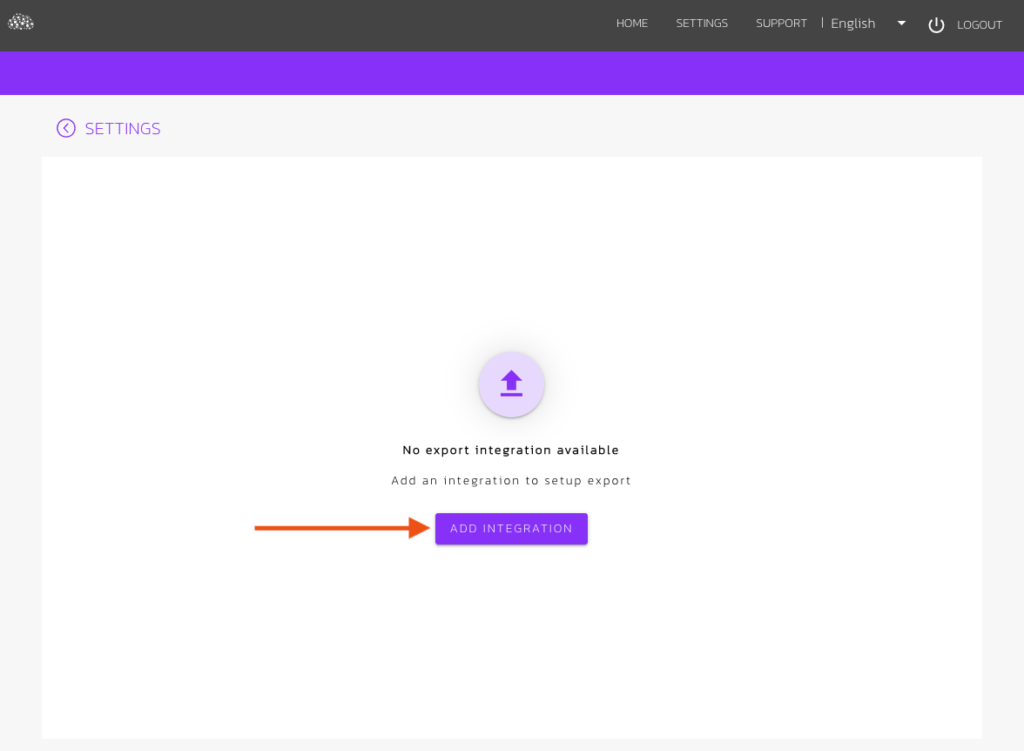 HOME SETTINGS SUPPORT | English LOGOUT
SETTINGS
No export integration available
Add an integration to setup export
ADD INTEGRATION